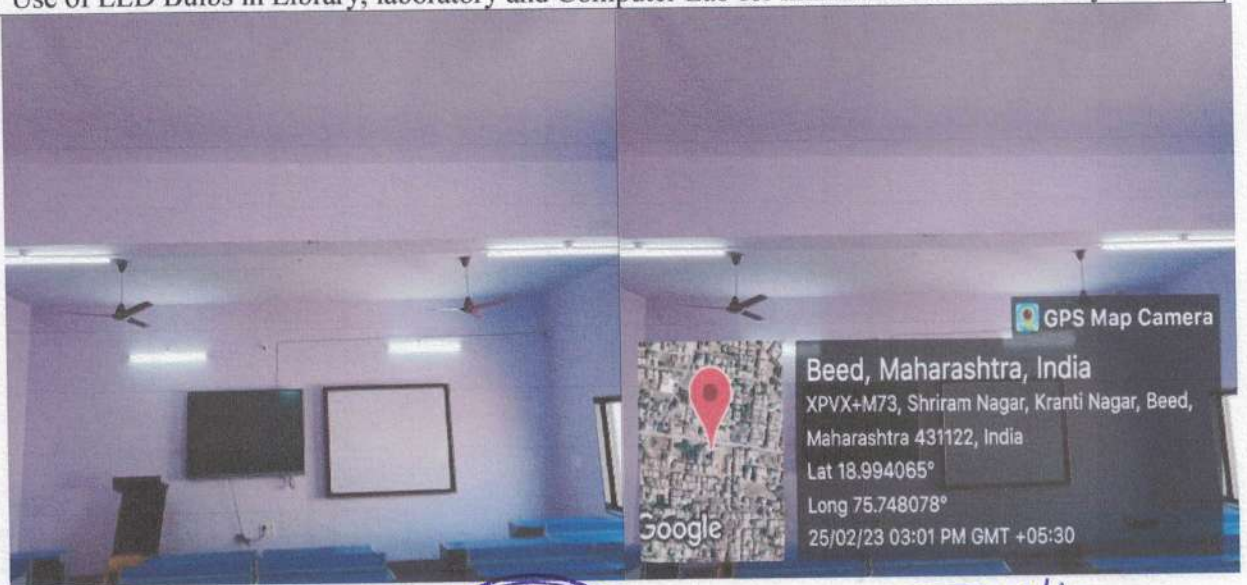 Use of LED Bulbs in Library, laboratory and Computer Lab
GPS Map Camera
Beed, Maharashtra, India
XPVX+M73, Shriram Nagar, Kranti Nagar, Beed,
Maharashtra 431122, India
Lat 18.994065°
Long 75.748078°
25/02/23 03:01 PM GMT +05:30
Google